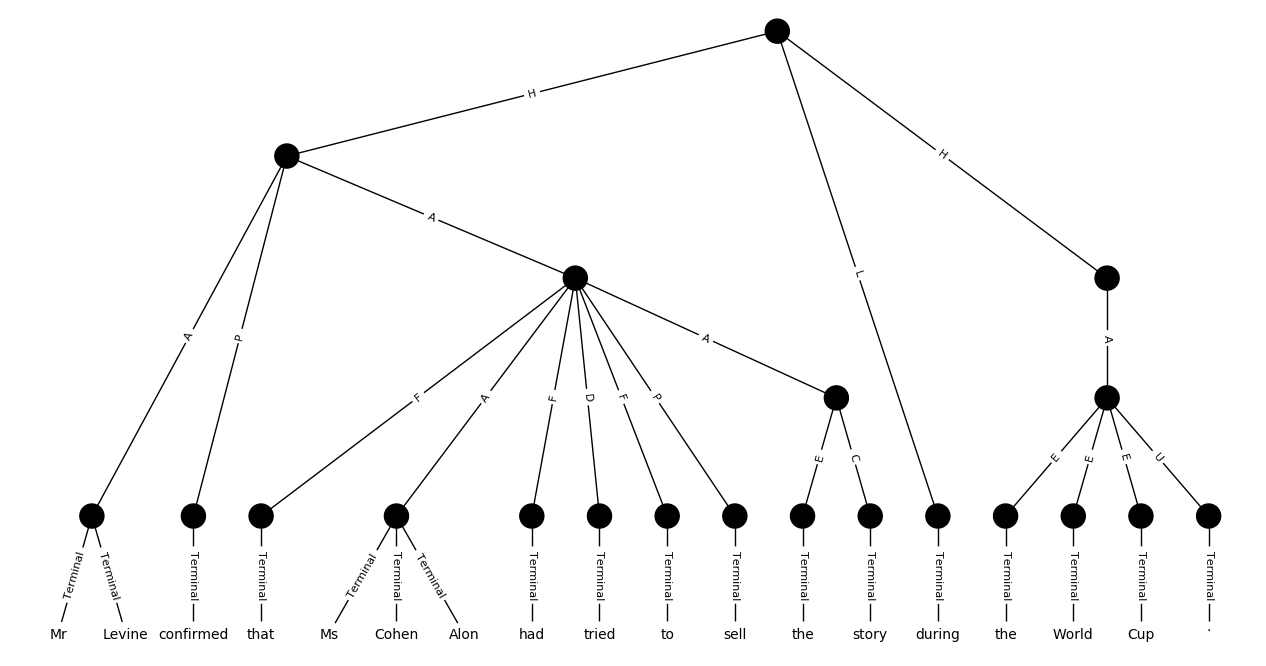 H
H
A
L
A
P
A
A
F
A
F
D
F
P
E
C
E
E
E
U
Terminal Terminal Terminal Terminal Terminal Terminal Terminal Terminal Terminal Terminal Terminal Terminal Terminal Terminal Terminal Terminal Terminal Terminal
Mr Levine confirmed that Ms Cohen Alon had tried to sell the story during the World Cup .